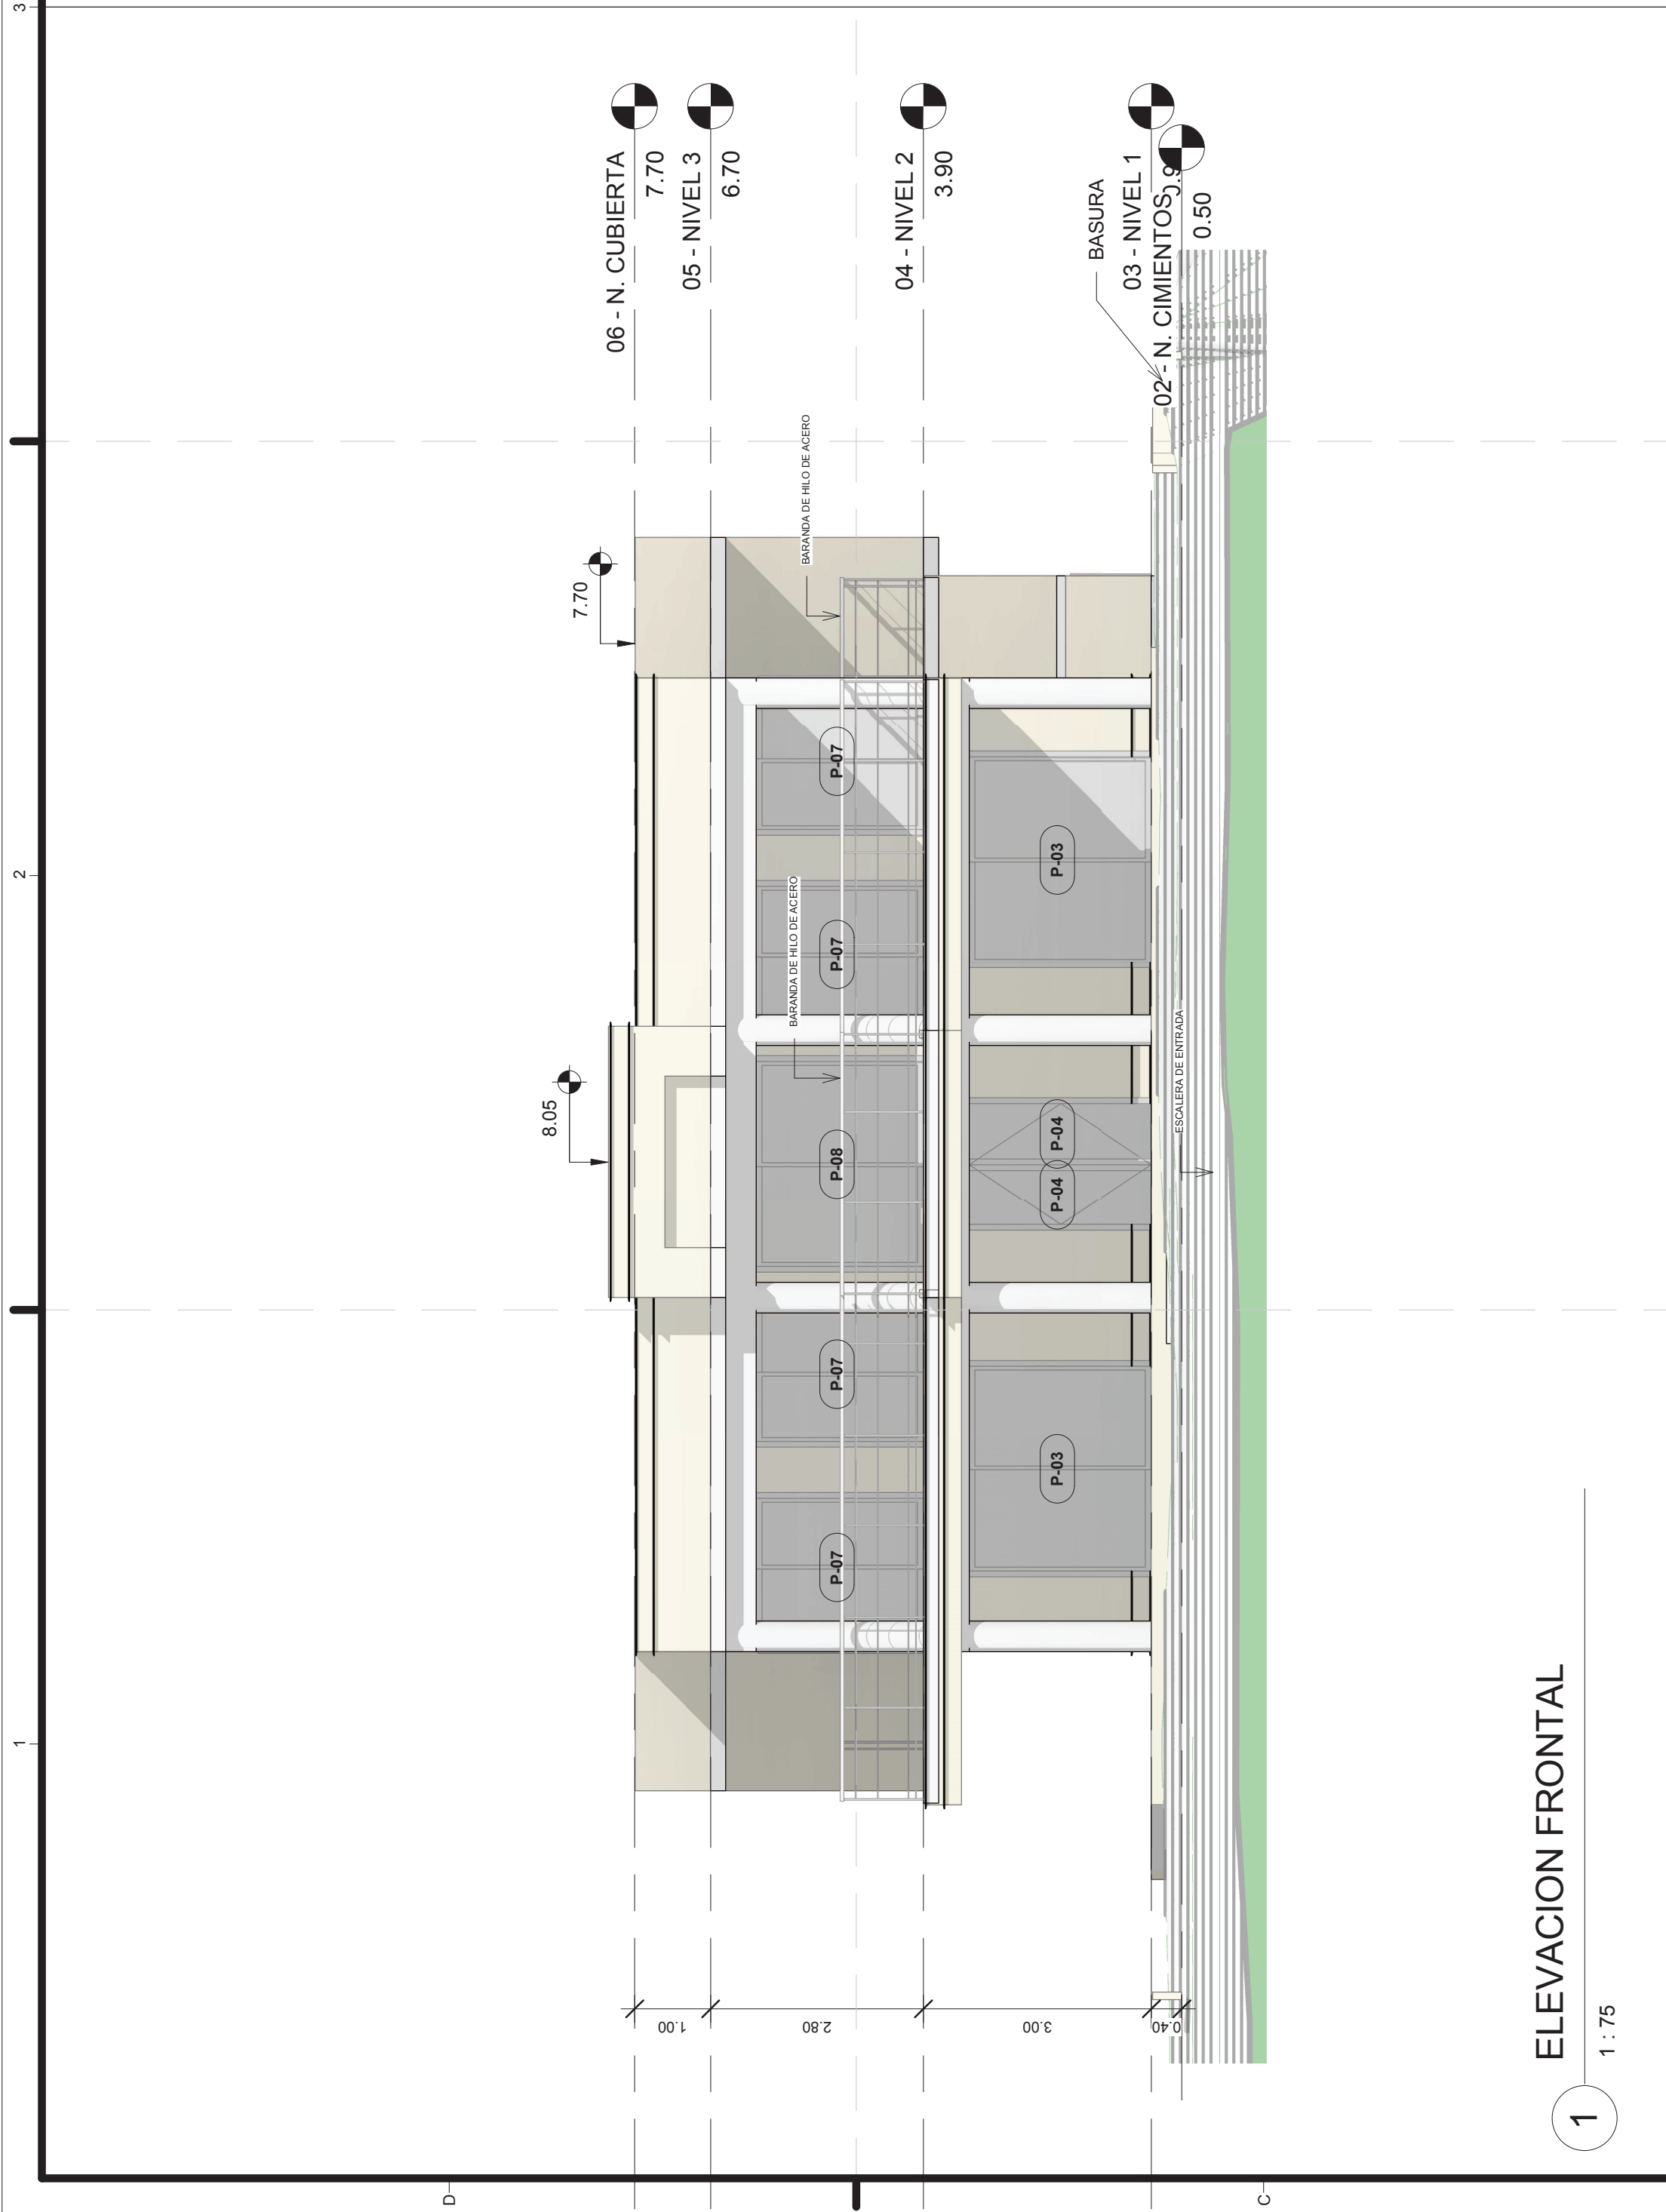 3
2
1
D
C
06 - N. CUBIERTA
7.70
05 - NIVEL 3
6.70
04 - NIVEL 2
3.90
BASURA
03 - NIVEL 1
02 - N. CIMIENTOS
0.50
7.70
8.05
BARANDA DE HILO DE ACERO
BARANDA DE HILO DE ACERO
P-07
P-07
P-08
P-07
P-07
P-03
P-04
P-04
P-03
ESCALERA DE ENTRADA
1.00
2.80
3.00
0.40
1
ELEVACION FRONTAL
1 : 75